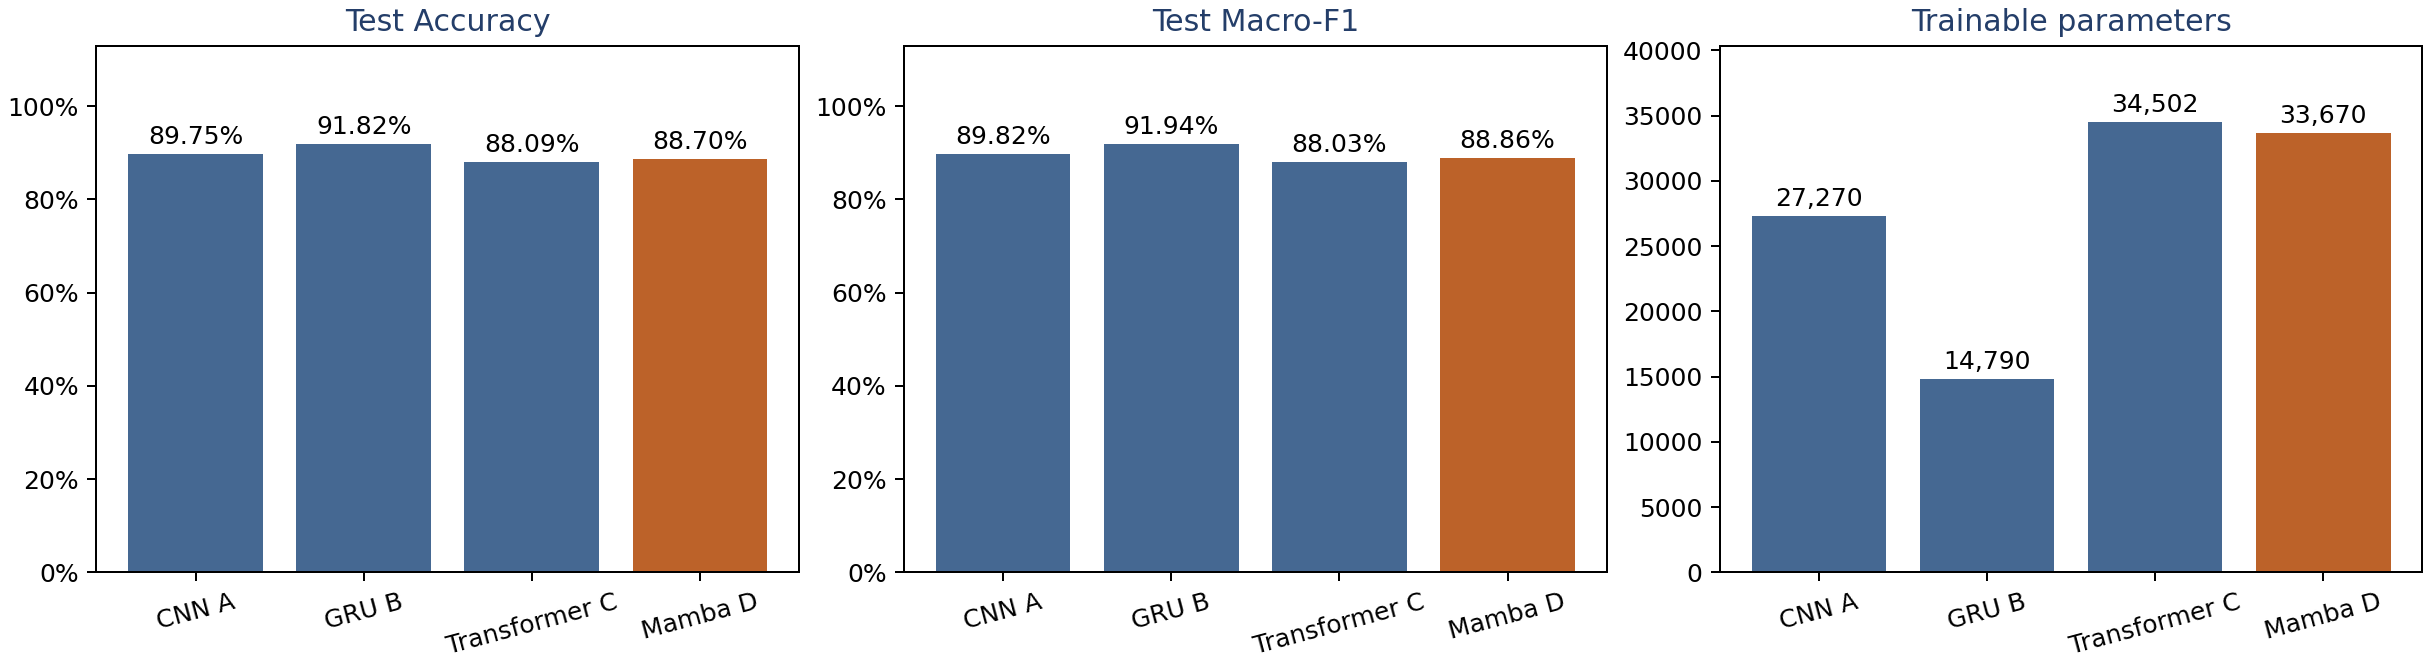 Test Accuracy
100%
80%
60%
40%
20%
0%
89.75%
91.82%
88.09%
88.70%
CNN A
GRU B
Transformer C
Mamba D
Test Macro-F1
100%
80%
60%
40%
20%
0%
89.82%
91.94%
88.03%
88.86%
CNN A
GRU B
Transformer C
Mamba D
Trainable parameters
40000
35000
30000
25000
20000
15000
10000
5000
0
27,270
14,790
34,502
33,670
CNN A
GRU B
Transformer C
Mamba D